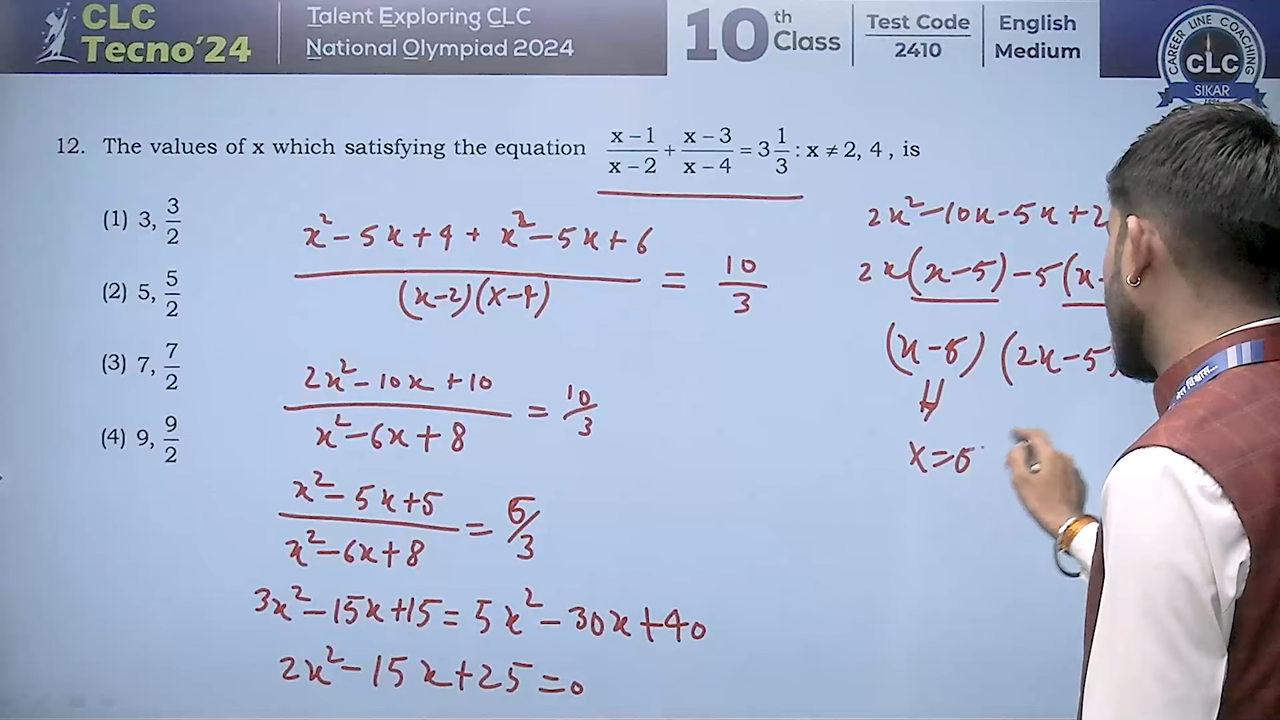 CLC
Tecno'24
Talent Exploring CLC
National Olympiad 2024
10th Class
Test Code
2410
English
Medium
CAREER LINE COACHING
CLC
SIKAR
12. The values of x which satisfying the equation (x-1)/(x-2) + (x-3)/(x-4) = 3 1/3 : x ≠ 2, 4, is
(1) 3, 3/2
(2) 5, 5/2
(3) 7, 7/2
(4) 9, 9/2
(x²-5x+4 + x²-5x+6)/((x-2)(x-4)) = 10/3
(2x²-10x+10)/(x²-6x+8) = 10/3
(x²-5x+5)/(x²-6x+8) = 5/3
3x²-15x+15 = 5x²-30x+40
2x²-15x+25=0
2x²-10x-5x+2
2x(x-5)-5(x-
(x-5)(2x-5)
x=5